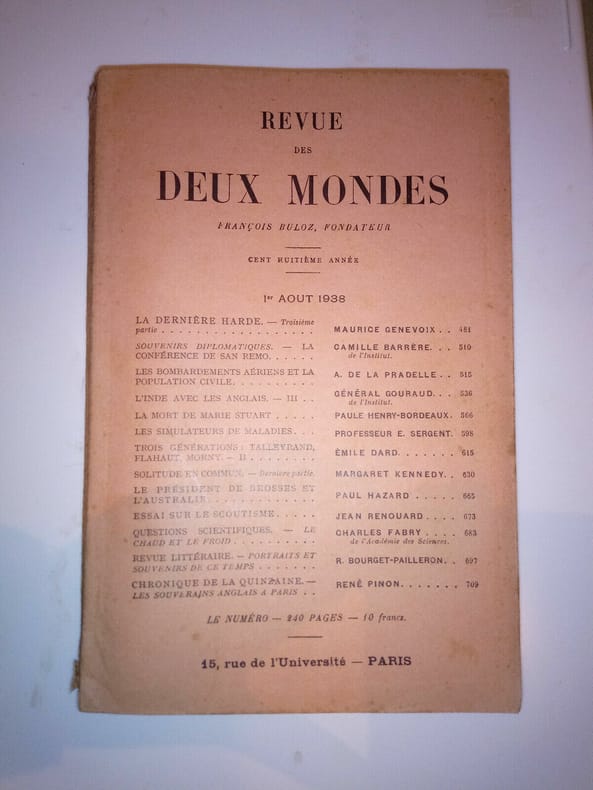 REVUE
DES
DEUX MONDES
FRANÇOIS BULOZ, FONDATEUR
CENT HUITIÈME ANNÉE
1er AOUT 1938
LA DERNIÈRE HARDE. — Troisième
partie . . . . . . . . . . . . . . . . . . MAURICE GENEVOIX . . 481
SOUVENIRS DIPLOMATIQUES. — LA CAMILLE BARRÈRE. . . 510
CONFÉRENCE DE SAN REMO. . . . . . de l'Institut.
LES BOMBARDEMENTS AÉRIENS ET LA
POPULATION CIVILE. . . . . . . . . . A. DE LA PRADELLE . . 515
L'INDE AVEC LES ANGLAIS. — III . . GÉNÉRAL GOURAUD. . . 536
de l'Institut.
LA MORT DE MARIE STUART . . . . . PAULE HENRY-BORDEAUX. 566
LES SIMULATEURS DE MALADIES. . . PROFESSEUR E. SERGENT. 598
TROIS GÉNÉRATIONS : TALLEYRAND,
FLAHAUT, MORNY. — II . . . . . . . . ÉMILE DARD. . . . . . . 615
SOLITUDE EN COMMUN. — Dernière partie. MARGARET KENNEDY. . 630
LE PRÉSIDENT DE BROSSES ET
L'AUSTRALIE. . . . . . . . . . . . . PAUL HAZARD . . . . . 665
ESSAI SUR LE SCOUTISME. . . . . JEAN RENOUARD . . . . 673
QUESTIONS SCIENTIFIQUES. — LE CHARLES FABRY . . . . 683
CHAUD ET LE FROID . . . . . . . . . . de l'Académie des Sciences.
REVUE LITTÉRAIRE. — PORTRAITS ET
SOUVENIRS DE CE TEMPS . . . . . . . R. BOURGET-PAILLERON. . 697
CHRONIQUE DE LA QUINZAINE. —
LES SOUVERAINS ANGLAIS A PARIS . . RENÉ PINON. . . . . . . 709
LE NUMÉRO — 240 PAGES — 10 francs.
15, rue de l'Université — PARIS